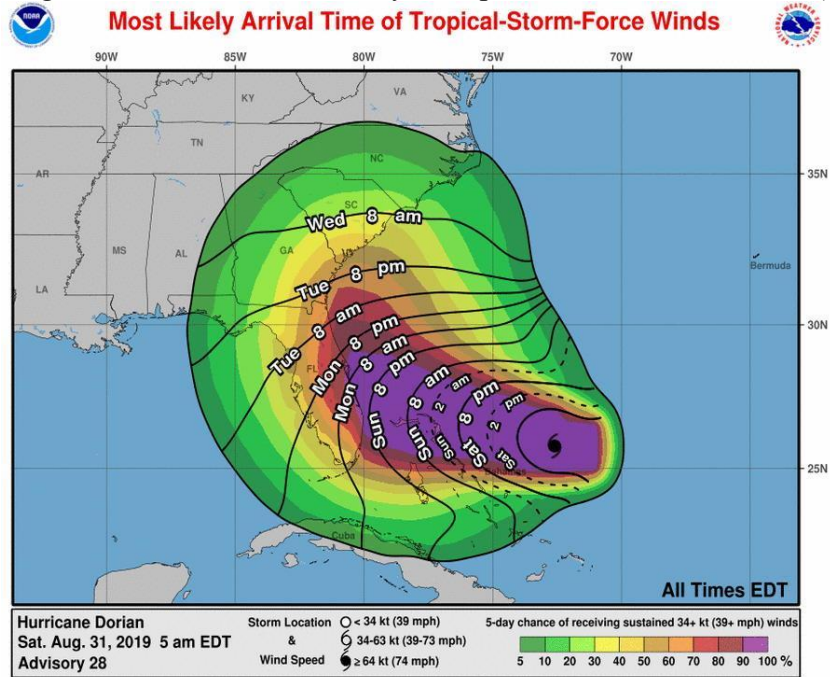 Most Likely Arrival Time of Tropical-Storm-Force Winds
NOAA
90W 85W 80W 75W 70W
KY VA
TN NC
AR
35N
SC
Wed 8 am
MS AL GA
Bermuda
LA
Tue 8 pm
30N
Tue 8 am
FL
Mon 8 pm
Mon 8 am
Sun 8 pm
Sun 8 am
Sun 2 am
Sat 8 pm
Sat 2 pm
25N
Bahamas
Cuba
All Times EDT
Hurricane Dorian
Sat. Aug. 31, 2019 5 am EDT
Advisory 28
Storm Location
&
Wind Speed
< 34 kt (39 mph)
34-63 kt (39-73 mph)
≥ 64 kt (74 mph)
5-day chance of receiving sustained 34+ kt (39+ mph) winds
5 10 20 30 40 50 60 70 80 90 100 %